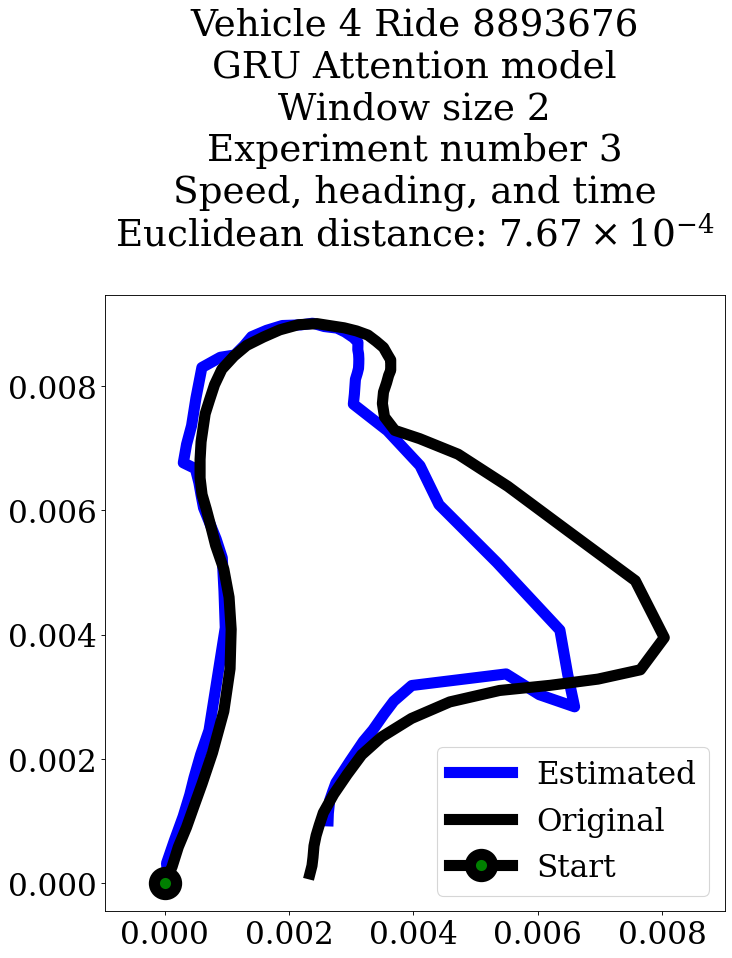 Vehicle 4 Ride 8893676
GRU Attention model
Window size 2
Experiment number 3
Speed, heading, and time
Euclidean distance: 7.67 × 10⁻⁴
0.008
0.006
0.004
0.002
0.000
Estimated
Original
Start
0.000 0.002 0.004 0.006 0.008